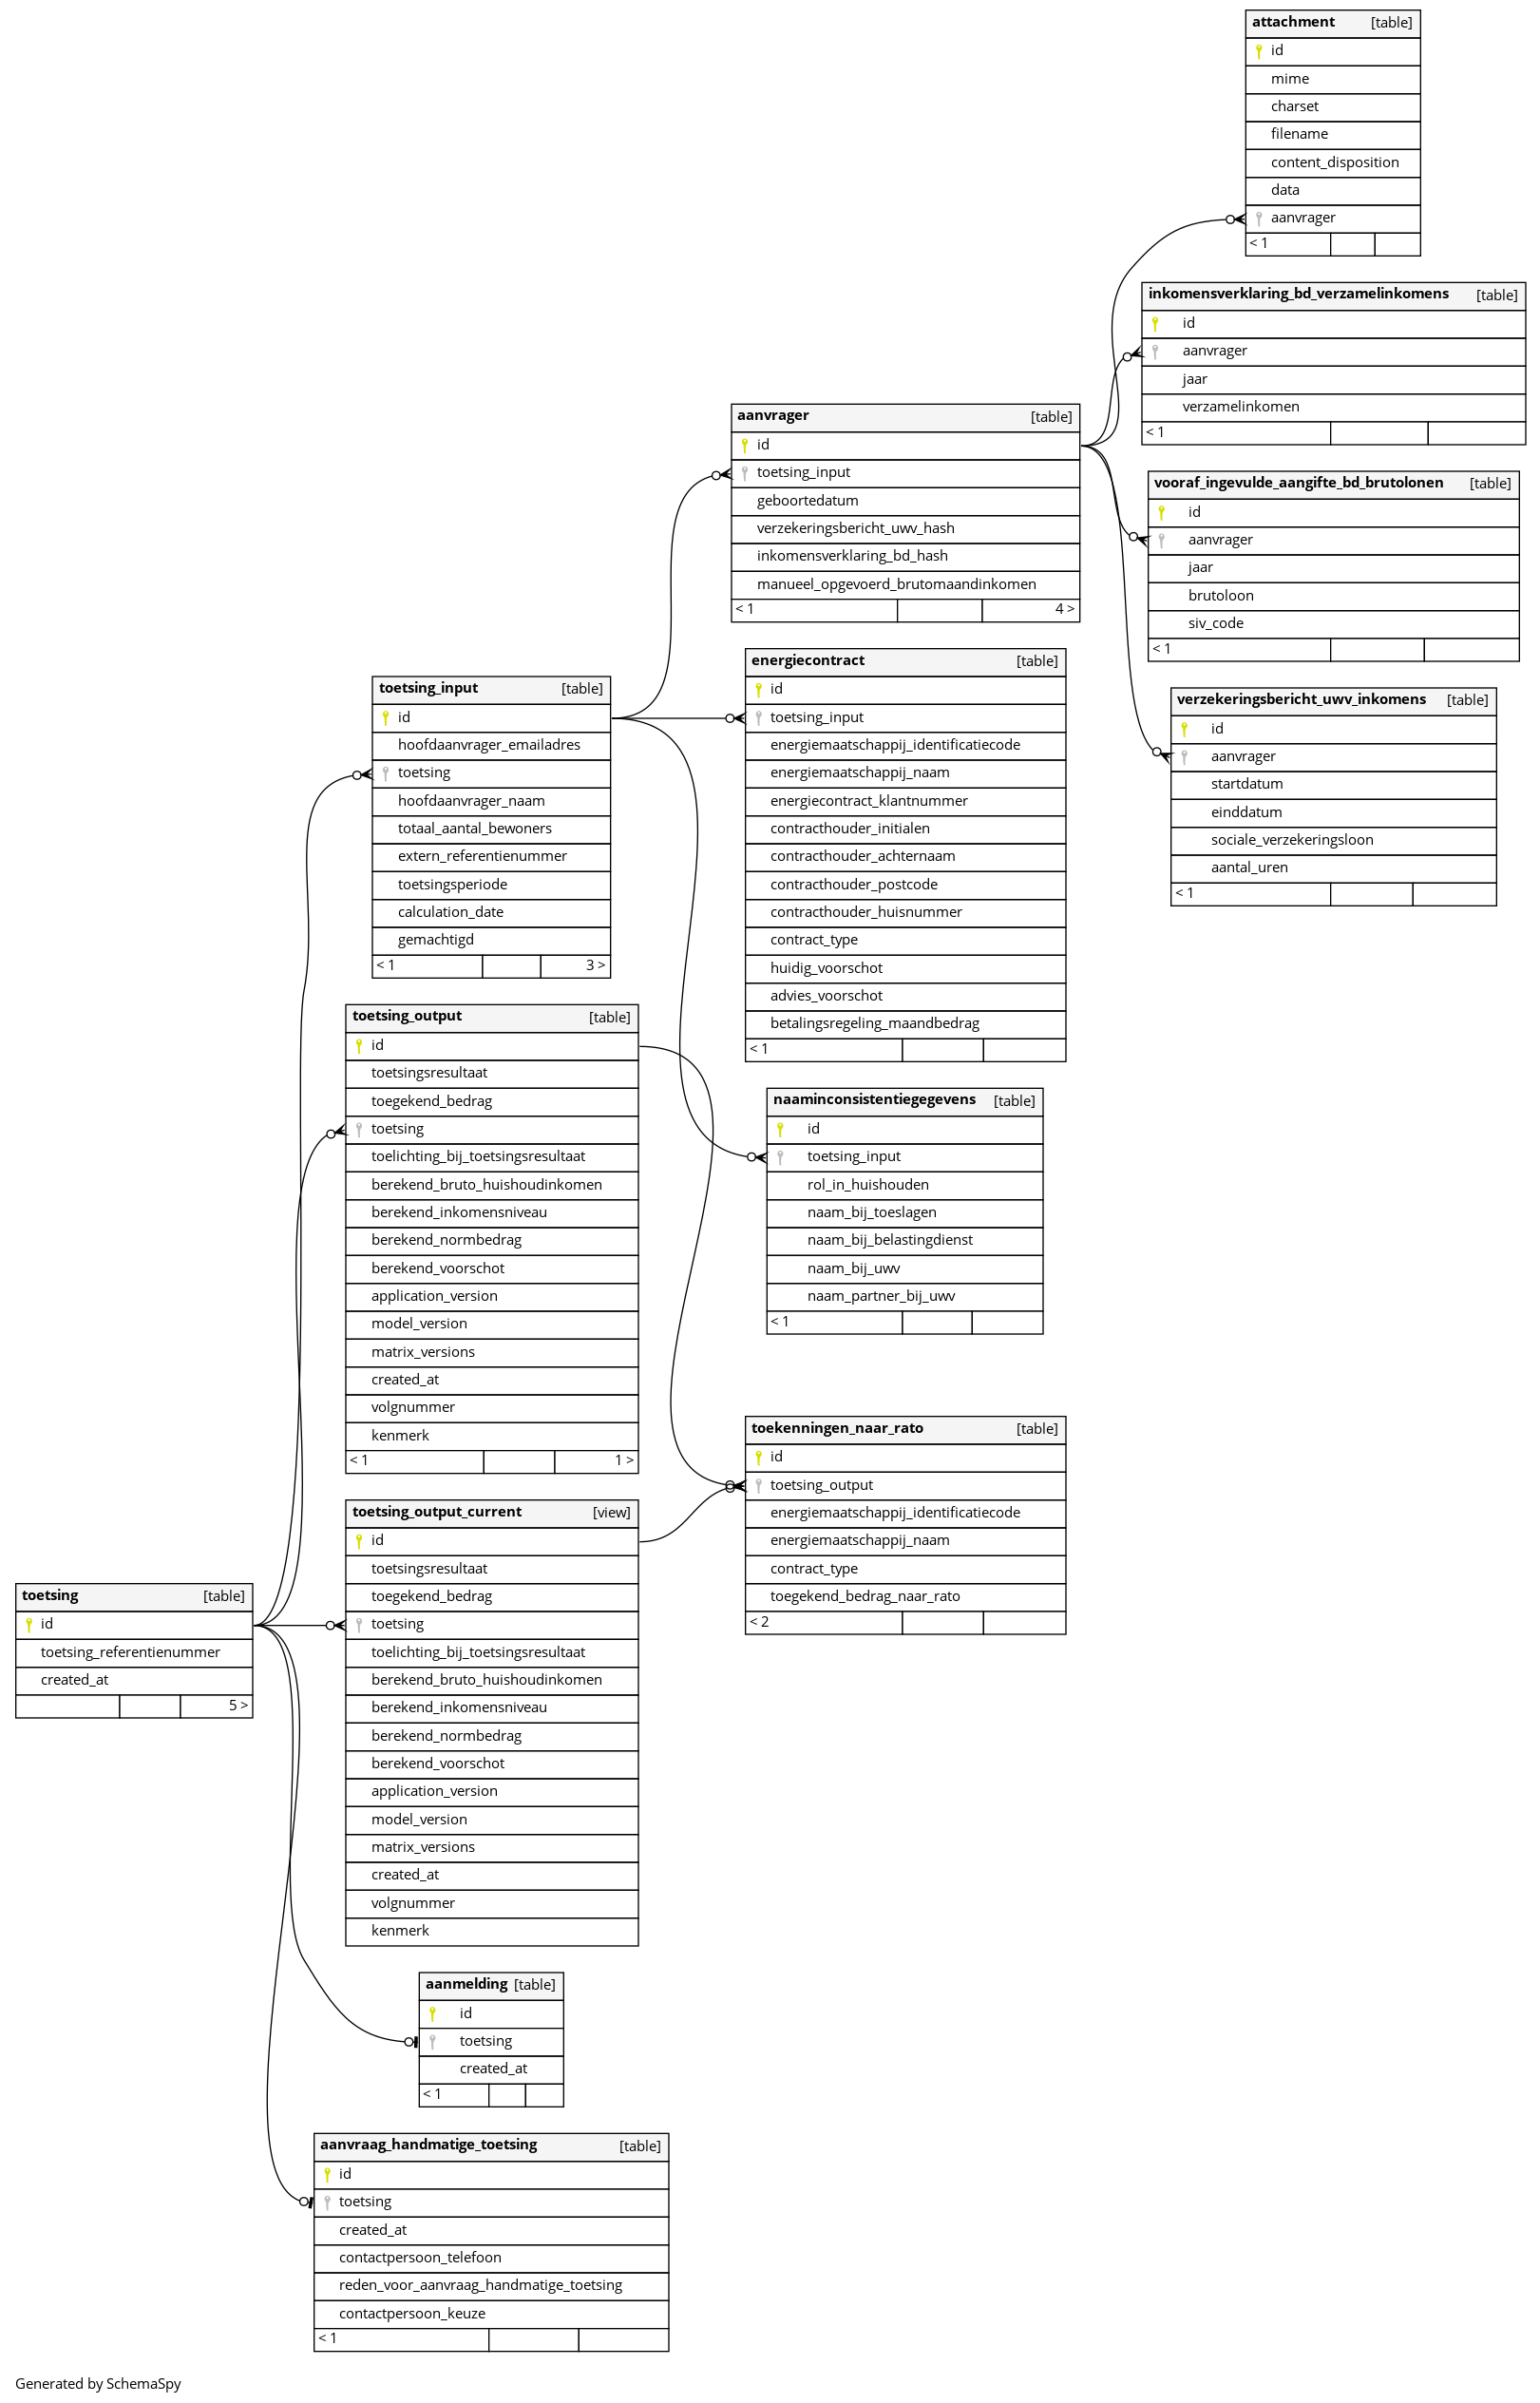 attachment [table]
id
mime
charset
filename
content_disposition
data
aanvrager
< 1
inkomensverklaring_bd_verzamelinkomens [table]
id
aanvrager
jaar
verzamelinkomen
< 1
aanvrager [table]
id
toetsing_input
geboortedatum
verzekeringsbericht_uwv_hash
inkomensverklaring_bd_hash
manueel_opgevoerd_brutomaandinkomen
< 1 4 >
vooraf_ingevulde_aangifte_bd_brutolonen [table]
id
aanvrager
jaar
brutoloon
siv_code
< 1
verzekeringsbericht_uwv_inkomens [table]
id
aanvrager
startdatum
einddatum
sociale_verzekeringsloon
aantal_uren
< 1
energiecontract [table]
id
toetsing_input
energiemaatschappij_identificatiecode
energiemaatschappij_naam
energiecontract_klantnummer
contracthouder_initialen
contracthouder_achternaam
contracthouder_postcode
contracthouder_huisnummer
contract_type
huidig_voorschot
advies_voorschot
betalingsregeling_maandbedrag
< 1
toetsing_input [table]
id
hoofdaanvrager_emailadres
toetsing
hoofdaanvrager_naam
totaal_aantal_bewoners
extern_referentienummer
toetsingsperiode
calculation_date
gemachtigd
< 1 3 >
toetsing_output [table]
id
toetsingsresultaat
toegekend_bedrag
toetsing
toelichting_bij_toetsingsresultaat
berekend_bruto_huishoudinkomen
berekend_inkomensniveau
berekend_normbedrag
berekend_voorschot
application_version
model_version
matrix_versions
created_at
volgnummer
kenmerk
< 1 1 >
naaminconsistentiegegevens [table]
id
toetsing_input
rol_in_huishouden
naam_bij_toeslagen
naam_bij_belastingdienst
naam_bij_uwv
naam_partner_bij_uwv
< 1
toekenningen_naar_rato [table]
id
toetsing_output
energiemaatschappij_identificatiecode
energiemaatschappij_naam
contract_type
toegekend_bedrag_naar_rato
< 2
toetsing_output_current [view]
id
toetsingsresultaat
toegekend_bedrag
toetsing
toelichting_bij_toetsingsresultaat
berekend_bruto_huishoudinkomen
berekend_inkomensniveau
berekend_normbedrag
berekend_voorschot
application_version
model_version
matrix_versions
created_at
volgnummer
kenmerk
toetsing [table]
id
toetsing_referentienummer
created_at
5 >
aanmelding [table]
id
toetsing
created_at
< 1
aanvraag_handmatige_toetsing [table]
id
toetsing
created_at
contactpersoon_telefoon
reden_voor_aanvraag_handmatige_toetsing
contactpersoon_keuze
< 1
Generated by SchemaSpy